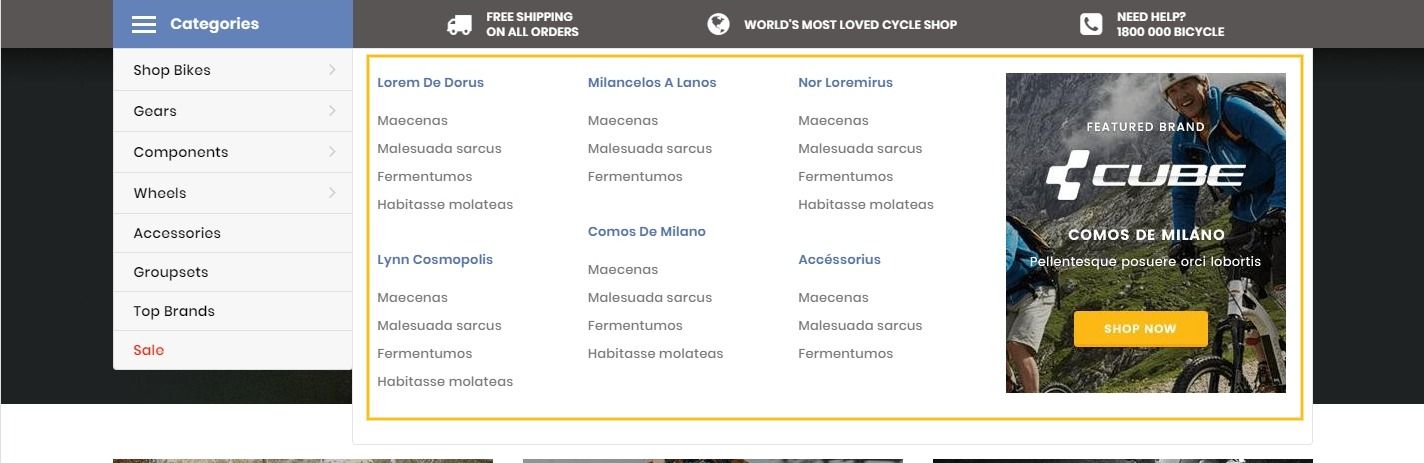 Categories
FREE SHIPPING
ON ALL ORDERS
WORLD'S MOST LOVED CYCLE SHOP
NEED HELP?
1800 000 BICYCLE
Shop Bikes
Gears
Components
Wheels
Accessories
Groupsets
Top Brands
Sale
Lorem De Dorus
Maecenas
Malesuada sarcus
Fermentumos
Habitasse molateas
Lynn Cosmopolis
Maecenas
Malesuada sarcus
Fermentumos
Habitasse molateas
Milancelos A Lanos
Maecenas
Malesuada sarcus
Fermentumos
Comos De Milano
Maecenas
Malesuada sarcus
Fermentumos
Habitasse molateas
Nor Loremirus
Maecenas
Malesuada sarcus
Fermentumos
Habitasse molateas
Accéssorius
Maecenas
Malesuada sarcus
Fermentumos
FEATURED BRAND
CUBE
COMOS DE MILANO
Pellentesque posuere orci lobortis
SHOP NOW